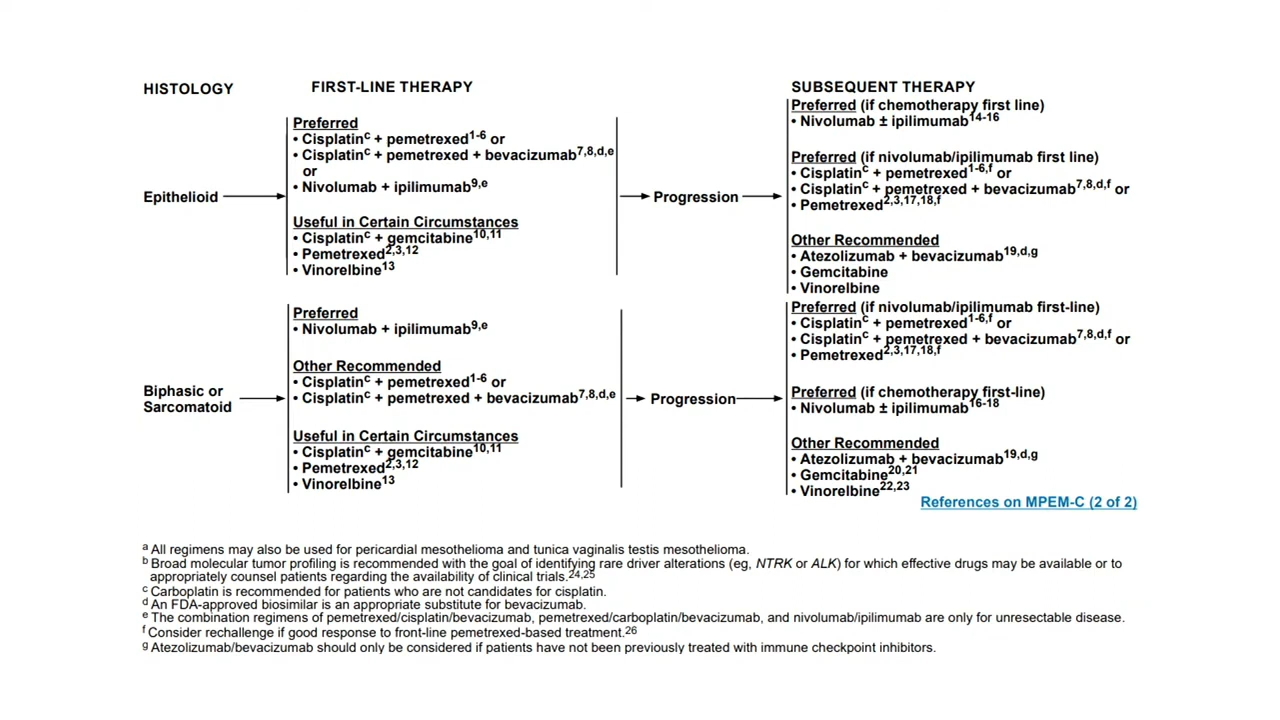 HISTOLOGY
FIRST-LINE THERAPY
SUBSEQUENT THERAPY
Epithelioid
Preferred
• Cisplatinc + pemetrexed1-6 or
• Cisplatinc + pemetrexed + bevacizumab7,8,d,e
or
• Nivolumab + ipilimumab9,e
Useful in Certain Circumstances
• Cisplatinc + gemcitabine10,11
• Pemetrexed2,3,12
• Vinorelbine13
Progression
Preferred (if chemotherapy first line)
• Nivolumab ± ipilimumab14-16
Preferred (if nivolumab/ipilimumab first line)
• Cisplatinc + pemetrexed1-6,f or
• Cisplatinc + pemetrexed + bevacizumab7,8,d,f or
• Pemetrexed2,3,17,18,f
Other Recommended
• Atezolizumab + bevacizumab19,d,g
• Gemcitabine
• Vinorelbine
Biphasic or
Sarcomatoid
Preferred
• Nivolumab + ipilimumab9,e
Other Recommended
• Cisplatinc + pemetrexed1-6 or
• Cisplatinc + pemetrexed + bevacizumab7,8,d,e
Useful in Certain Circumstances
• Cisplatinc + gemcitabine10,11
• Pemetrexed2,3,12
• Vinorelbine13
Progression
Preferred (if nivolumab/ipilimumab first-line)
• Cisplatinc + pemetrexed1-6,f or
• Cisplatinc + pemetrexed + bevacizumab7,8,d,f or
• Pemetrexed2,3,17,18,f
Preferred (if chemotherapy first-line)
• Nivolumab ± ipilimumab16-18
Other Recommended
• Atezolizumab + bevacizumab19,d,g
• Gemcitabine20,21
• Vinorelbine22,23
References on MPEM-C (2 of 2)
a All regimens may also be used for pericardial mesothelioma and tunica vaginalis testis mesothelioma.
b Broad molecular tumor profiling is recommended with the goal of identifying rare driver alterations (eg, NTRK or ALK) for which effective drugs may be available or to
appropriately counsel patients regarding the availability of clinical trials.24,25
c Carboplatin is recommended for patients who are not candidates for cisplatin.
d An FDA-approved biosimilar is an appropriate substitute for bevacizumab.
e The combination regimens of pemetrexed/cisplatin/bevacizumab, pemetrexed/carboplatin/bevacizumab, and nivolumab/ipilimumab are only for unresectable disease.
f Consider rechallenge if good response to front-line pemetrexed-based treatment.26
g Atezolizumab/bevacizumab should only be considered if patients have not been previously treated with immune checkpoint inhibitors.